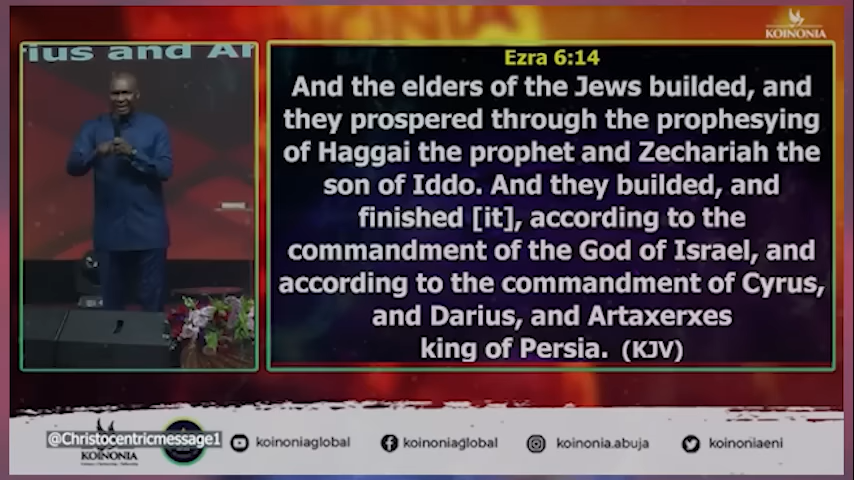 KOINONIA
rius and Ar
Ezra 6:14
And the elders of the Jews builded, and
they prospered through the prophesying
of Haggai the prophet and Zechariah the
son of Iddo. And they builded, and
finished [it], according to the
commandment of the God of Israel, and
according to the commandment of Cyrus,
and Darius, and Artaxerxes
king of Persia. (KJV)
@Christocentricmessage1
KOINONIA
koinoniaglobal
koinoniaglobal
koinonia.abuja
koinoniaeni